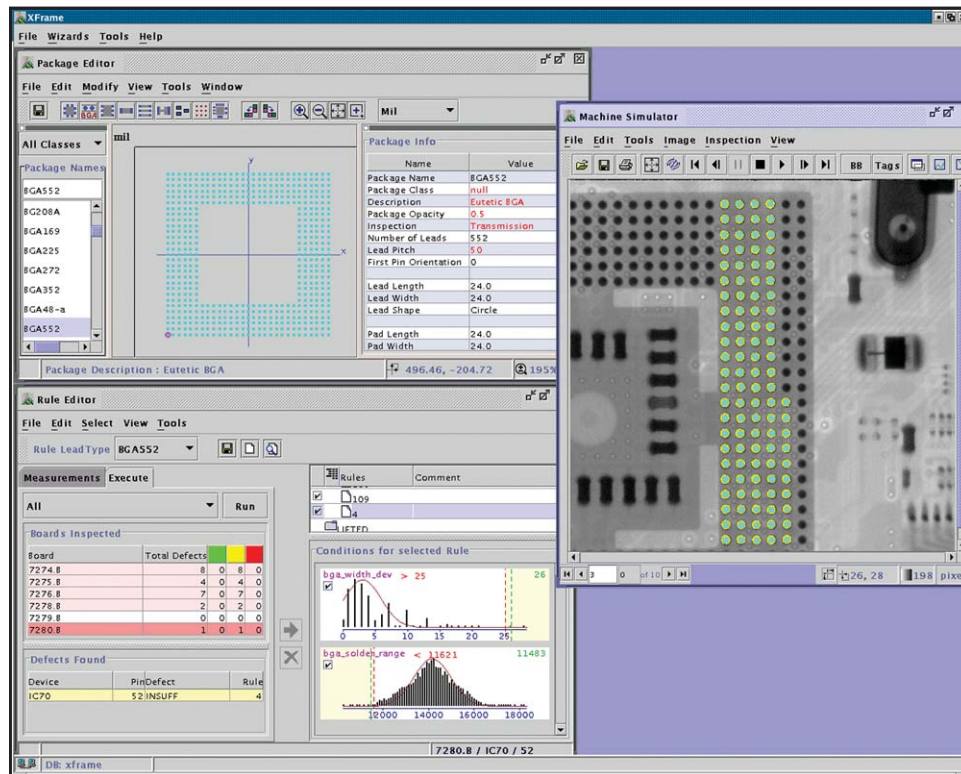 XFrame
File Wizards Tools Help
Package Editor
File Edit Modify View Tools Window
BGA
Mil
All Classes
Package Names
BGA552
BG208A
BGA169
BGA225
BGA272
BGA352
BGA48-a
BGA552
mil
y
x
Package Info
Name Value
Package Name BGA552
Package Class null
Description Eutetic BGA
Package Opacity 0.5
Inspection Transmission
Number of Leads 552
Lead Pitch 50
First Pin Orientation 0
Lead Length 24.0
Lead Width 24.0
Lead Shape Circle
Pad Length 24.0
Pad Width 24.0
Package Description : Eutetic BGA
496.46, -204.72
195%
Machine Simulator
File Edit Tools Image Inspection View
BB Tags
3 0 of 10
26, 28
198 pixe
Rule Editor
File Edit Select View Tools
Rule LeadType BGA552
Measurements Execute
All Run
Boards Inspected
Board Total Defects
7274.B 8 0 8 0
7275.B 4 0 4 0
7276.B 7 0 7 0
7278.B 2 0 2 0
7279.B 0 0 0 0
7280.B 1 0 1 0
Defects Found
Device Pin Defect Rule
IC70 52 INSUFF 4
Rules Comment
109
4
LIFTED
Conditions for selected Rule
bga_width_dev > 25 26
0 5 10 15 20 25
bga_solder_range < 11621 11483
12000 14000 16000 18000
7280.B / IC70 / 52
DB: xframe